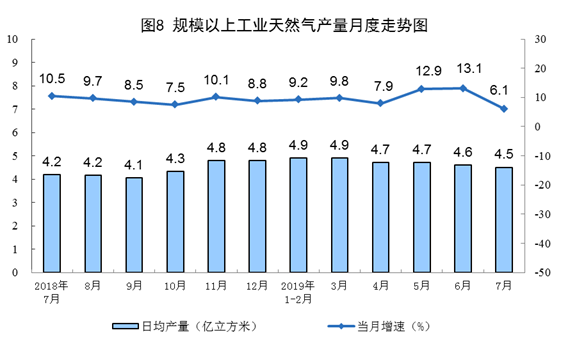 图8 规模以上工业天然气产量月度走势图
10 30
9 20
8 10
7 0
6 -10
5 -20
4 -30
3 -40
2 -50
1
0
10.5 9.7 8.5 7.5 10.1 8.8 9.2 9.8 7.9 12.9 13.1 6.1
4.2 4.2 4.1 4.3 4.8 4.8 4.9 4.9 4.7 4.7 4.6 4.5
2018年 8月 9月 10月 11月 12月 2019年 3月 4月 5月 6月 7月
7月 1-2月
日均产量（亿立方米） 当月增速（%）